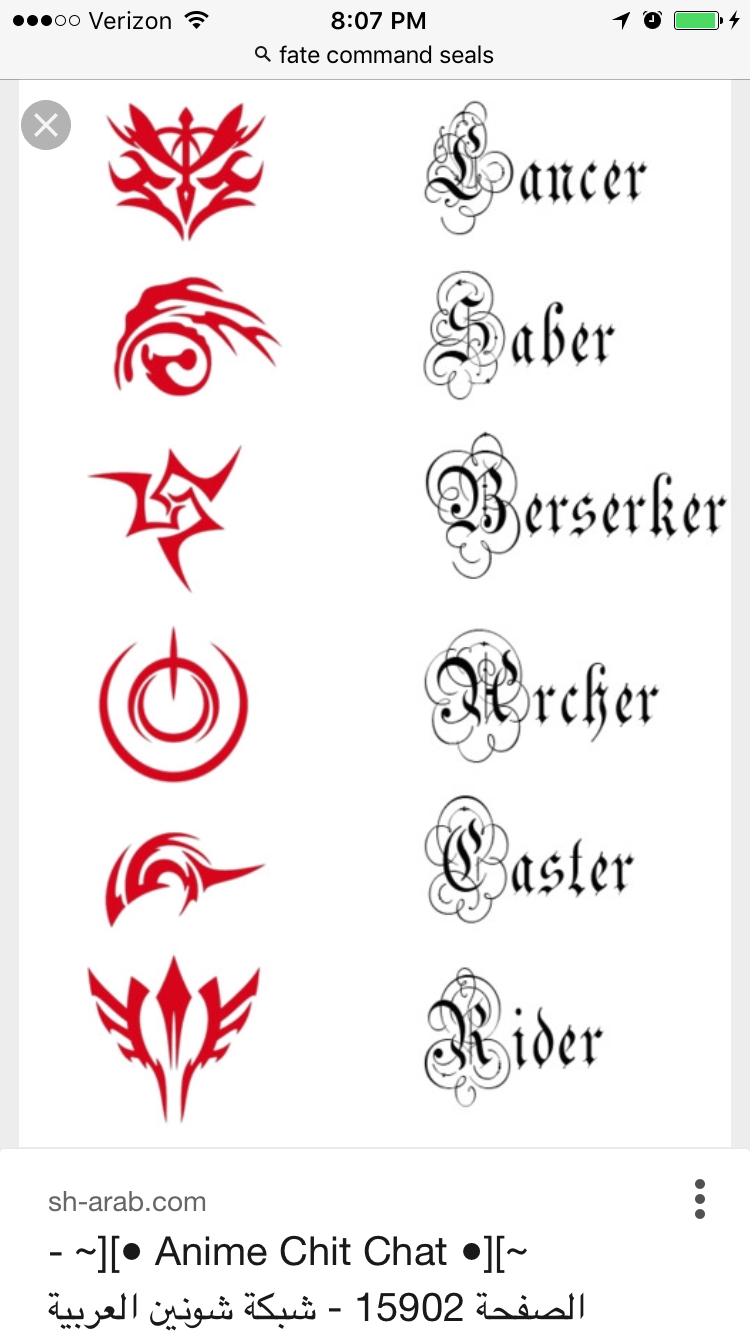 Verizon 8:07 PM
fate command seals
Lancer
Saber
Berserker
Archer
Caster
Rider
sh-arab.com
- ~][● Anime Chit Chat ●][~
الصفحة 15902 - شبكة شونين العربية